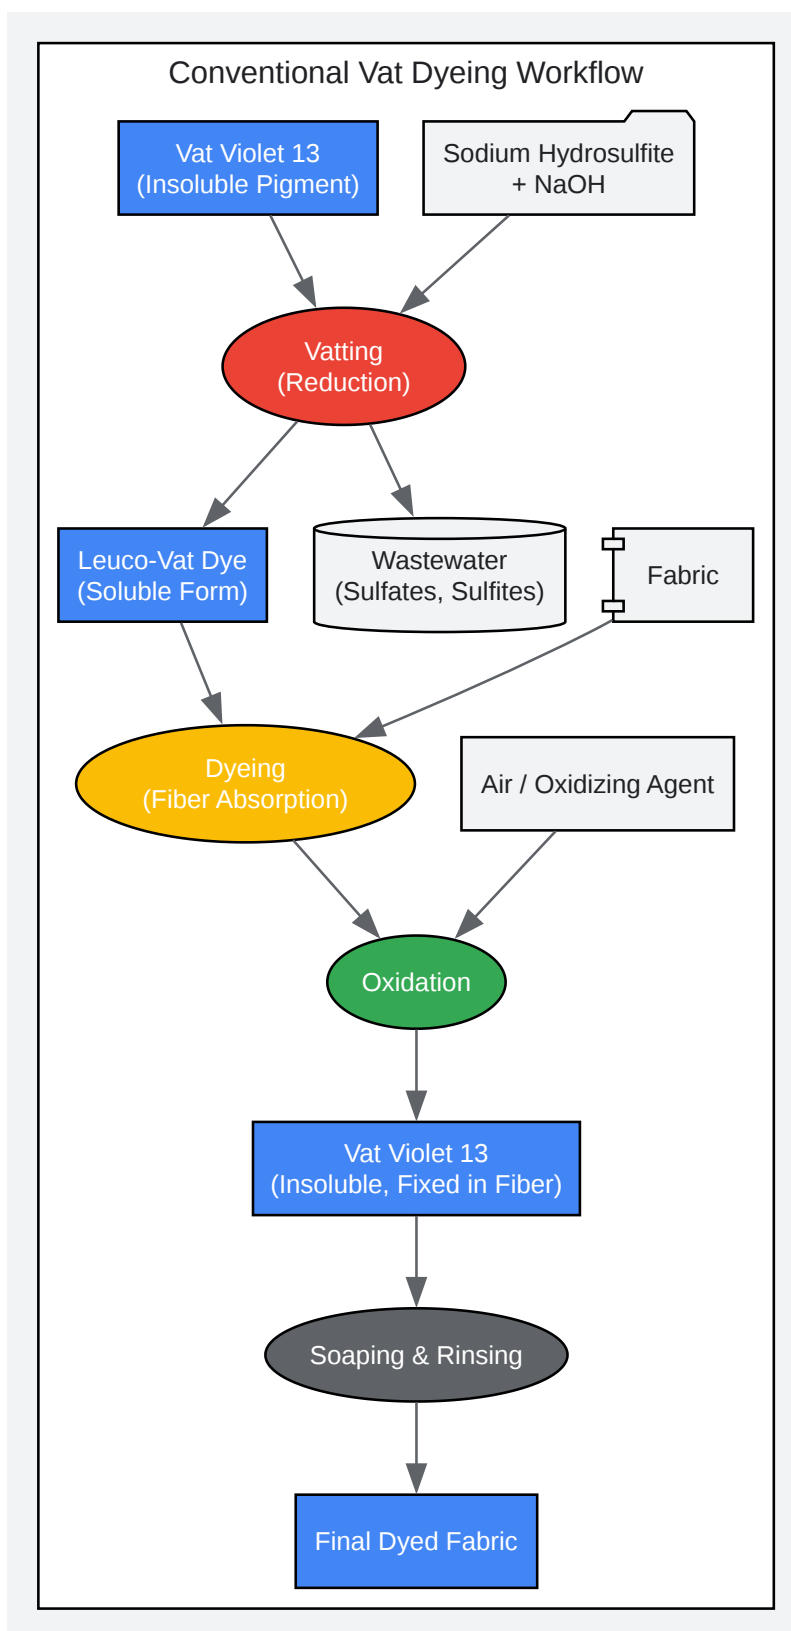 Conventional Vat Dyeing Workflow
Vat Violet 13
(Insoluble Pigment)
Sodium Hydrosulfite
+ NaOH
Vatting
(Reduction)
Leuco-Vat Dye
(Soluble Form)
Wastewater
(Sulfates, Sulfites)
Fabric
Dyeing
(Fiber Absorption)
Air / Oxidizing Agent
Oxidation
Vat Violet 13
(Insoluble, Fixed in Fiber)
Soaping & Rinsing
Final Dyed Fabric